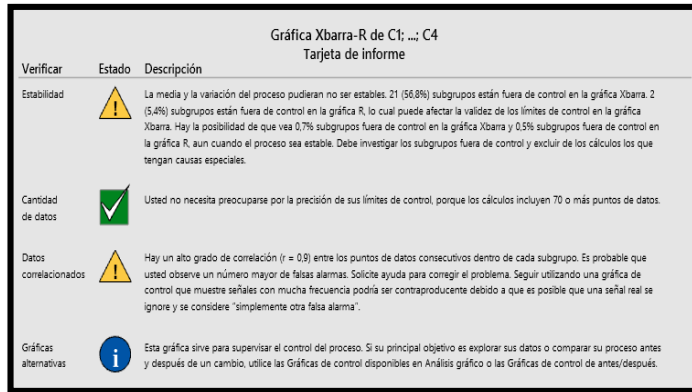 Gráfica Xbarra-R de C1; ...; C4
Tarjeta de informe
Verificar Estado Descripción
Estabilidad
La media y la variación del proceso pudieran no ser estables. 21 (56,8%) subgrupos están fuera de control en la gráfica Xbarra. 2
(5,4%) subgrupos están fuera de control en la gráfica R, lo cual puede afectar la validez de los límites de control en la gráfica
Xbarra. Hay la posibilidad de que vea 0,7% subgrupos fuera de control en la gráfica Xbarra y 0,5% subgrupos fuera de control en
la gráfica R, aun cuando el proceso sea estable. Debe investigar los subgrupos fuera de control y excluir de los cálculos los que
tengan causas especiales.
Cantidad
de datos
Usted no necesita preocuparse por la precisión de sus límites de control, porque los cálculos incluyen 70 o más puntos de datos.
Datos
correlacionados
Hay un alto grado de correlación (r = 0,9) entre los puntos de datos consecutivos dentro de cada subgrupo. Es probable que
usted observe un número mayor de falsas alarmas. Solicite ayuda para corregir el problema. Seguir utilizando una gráfica de
control que muestre señales con mucha frecuencia podría ser contraproducente debido a que es posible que una señal real se
ignore y se considere "simplemente otra falsa alarma".
Gráficas
alternativas
Esta gráfica sirve para supervisar el control del proceso. Si su principal objetivo es explorar sus datos o comparar su proceso antes
y después de un cambio, utilice las Gráficas de control disponibles en Análisis gráfico o las Gráficas de control de antes/después.